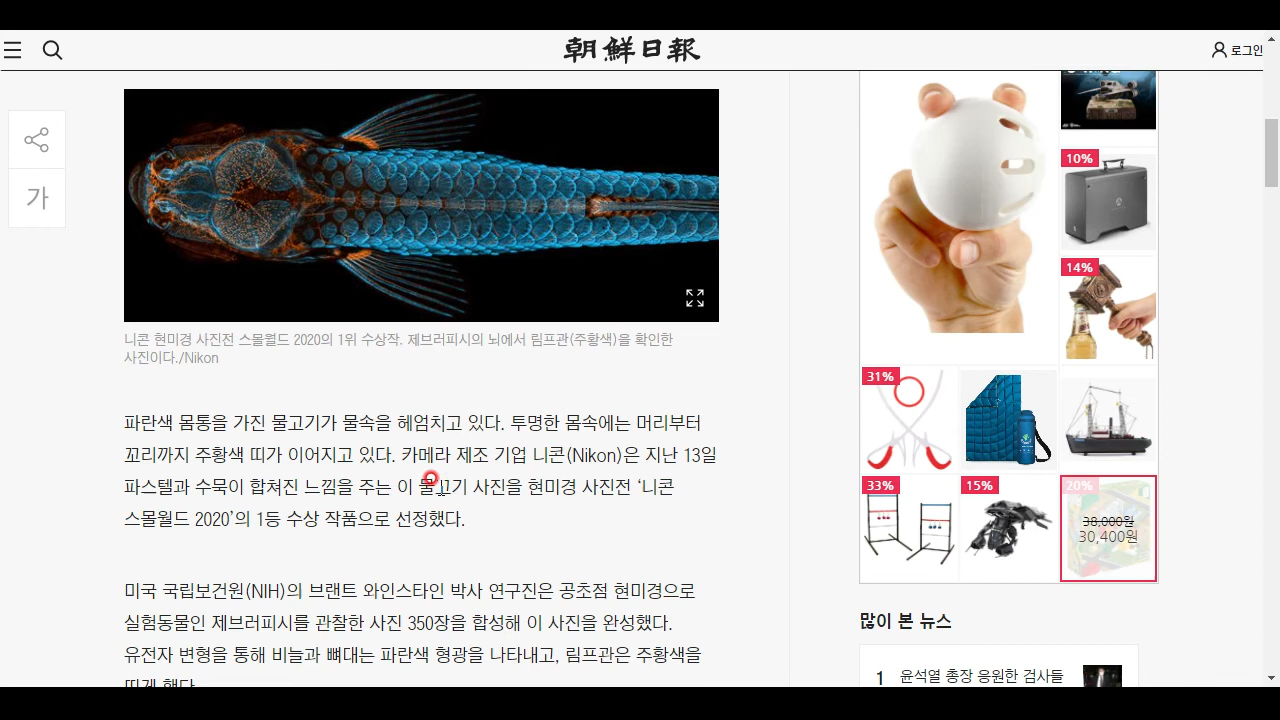 朝鮮日報
로그인
가
니콘 현미경 사진전 스몰월드 2020의 1위 수상작. 제브러피시의 뇌에서 림프관(주황색)을 확인한
사진이다./Nikon
파란색 몸통을 가진 물고기가 물속을 헤엄치고 있다. 투명한 몸속에는 머리부터
꼬리까지 주황색 띠가 이어지고 있다. 카메라 제조 기업 니콘(Nikon)은 지난 13일
파스텔과 수묵이 합쳐진 느낌을 주는 이 물고기 사진을 현미경 사진전 ‘니콘
스몰월드 2020’의 1등 수상 작품으로 선정했다.
미국 국립보건원(NIH)의 브랜트 와인스타인 박사 연구진은 공초점 현미경으로
실험동물인 제브러피시를 관찰한 사진 350장을 합성해 이 사진을 완성했다.
유전자 변형을 통해 비늘과 뼈대는 파란색 형광을 나타내고, 림프관은 주황색을
띠게 했다
10%
14%
31%
33%
15%
20%
38,000원
30,400원
많이 본 뉴스
1 윤석열 총장 응원한 검사들